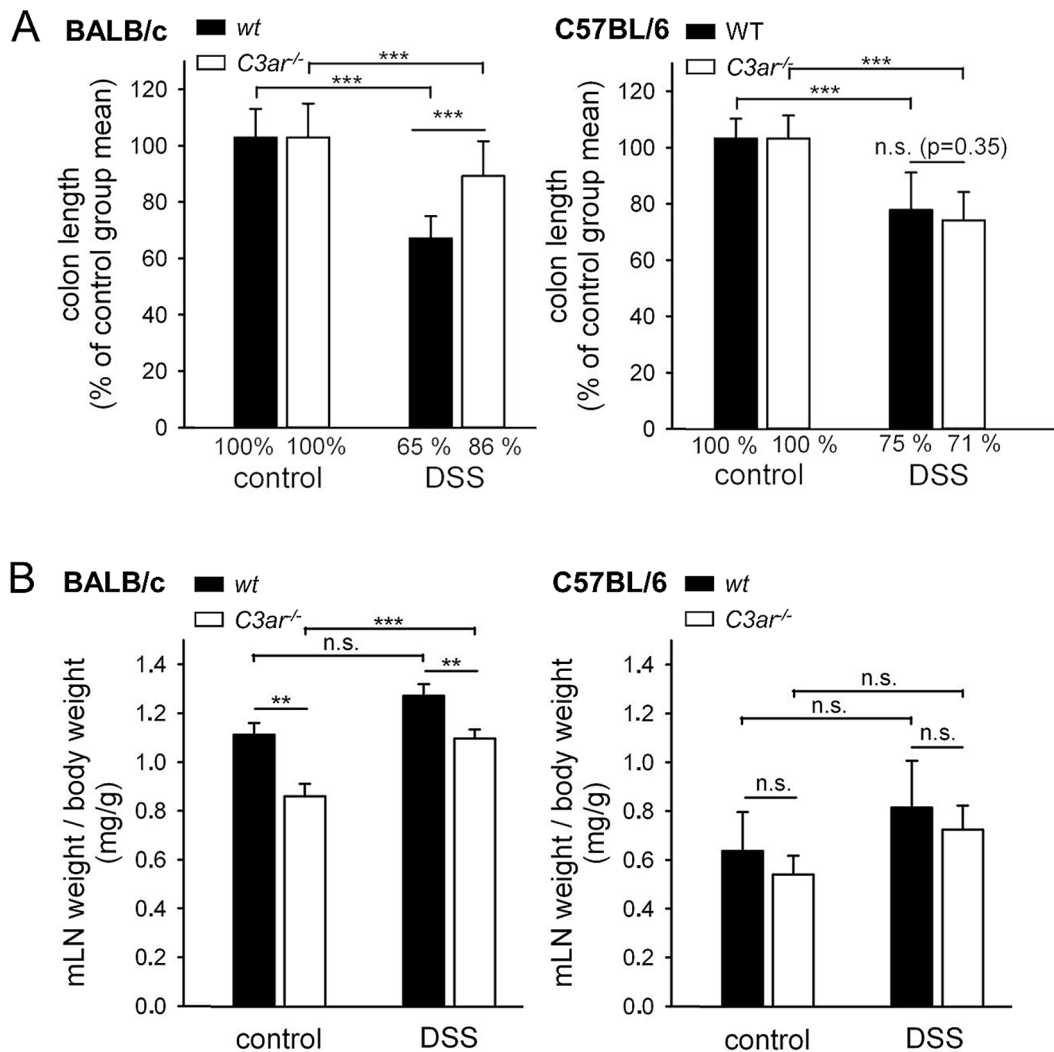 A
BALB/c
wt
C3ar-/-
***
***
***
colon length
(% of control group mean)
120
100
80
60
40
20
0
100% 100% 65 % 86 %
control DSS
C57BL/6
WT
C3ar-/-
***
***
n.s. (p=0.35)
colon length
(% of control group mean)
120
100
80
60
40
20
0
100 % 100 % 75 % 71 %
control DSS
B
BALB/c
wt
C3ar-/-
***
n.s.
**
**
mLN weight / body weight
(mg/g)
1.4
1.2
1.0
0.8
0.6
0.4
0.2
0.0
control DSS
C57BL/6
wt
C3ar-/-
n.s.
n.s.
n.s.
n.s.
mLN weight / body weight
(mg/g)
1.4
1.2
1.0
0.8
0.6
0.4
0.2
0.0
control DSS